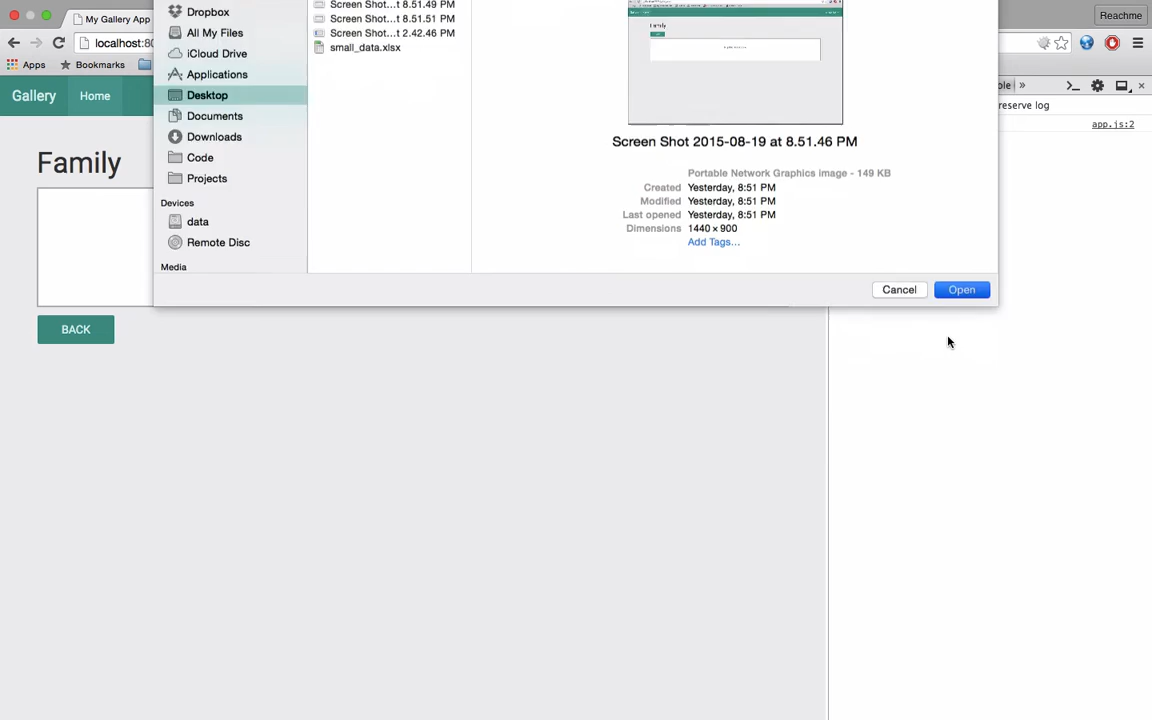 My Gallery App
Reachme
localhost:80
Apps
Bookmarks
Gallery
Home
Family
BACK
Dropbox
All My Files
iCloud Drive
Applications
Desktop
Documents
Downloads
Code
Projects
Devices
data
Remote Disc
Media
Screen Shot...t 8.51.49 PM
Screen Shot...t 8.51.51 PM
Screen Shot...t 2.42.46 PM
small_data.xlsx
Screen Shot 2015-08-19 at 8.51.46 PM
Portable Network Graphics image - 149 KB
Created Yesterday, 8:51 PM
Modified Yesterday, 8:51 PM
Last opened Yesterday, 8:51 PM
Dimensions 1440 × 900
Add Tags...
Cancel
Open
ole »
reserve log
app.js:2